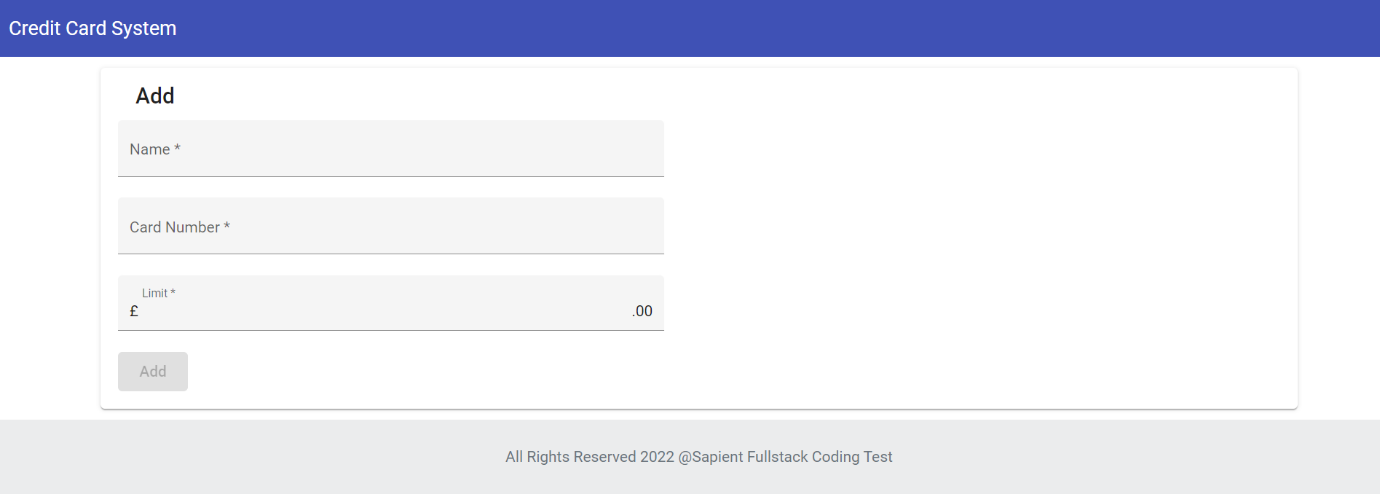 Credit Card System
Add
Name *
Card Number *
Limit *
£ .00
Add
All Rights Reserved 2022 @Sapient Fullstack Coding Test